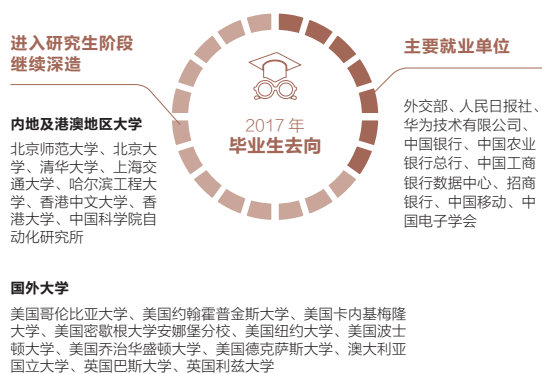 进入研究生阶段
继续深造
内地及港澳地区大学
北京师范大学、北京大
学、清华大学、上海交
通大学、哈尔滨工程大
学、香港中文大学、香
港大学、中国科学院自
动化研究所
2017 年
毕业生去向
主要就业单位
外交部、人民日报社、
华为技术有限公司、
中国银行、中国农业
银行总行、中国工商
银行数据中心、招商
银行、中国移动、中
国电子学会
国外大学
美国哥伦比亚大学、美国约翰霍普金斯大学、美国卡内基梅隆
大学、美国密歇根大学安娜堡分校、美国纽约大学、美国波士
顿大学、美国乔治华盛顿大学、美国德克萨斯大学、澳大利亚
国立大学、英国巴斯大学、英国利兹大学